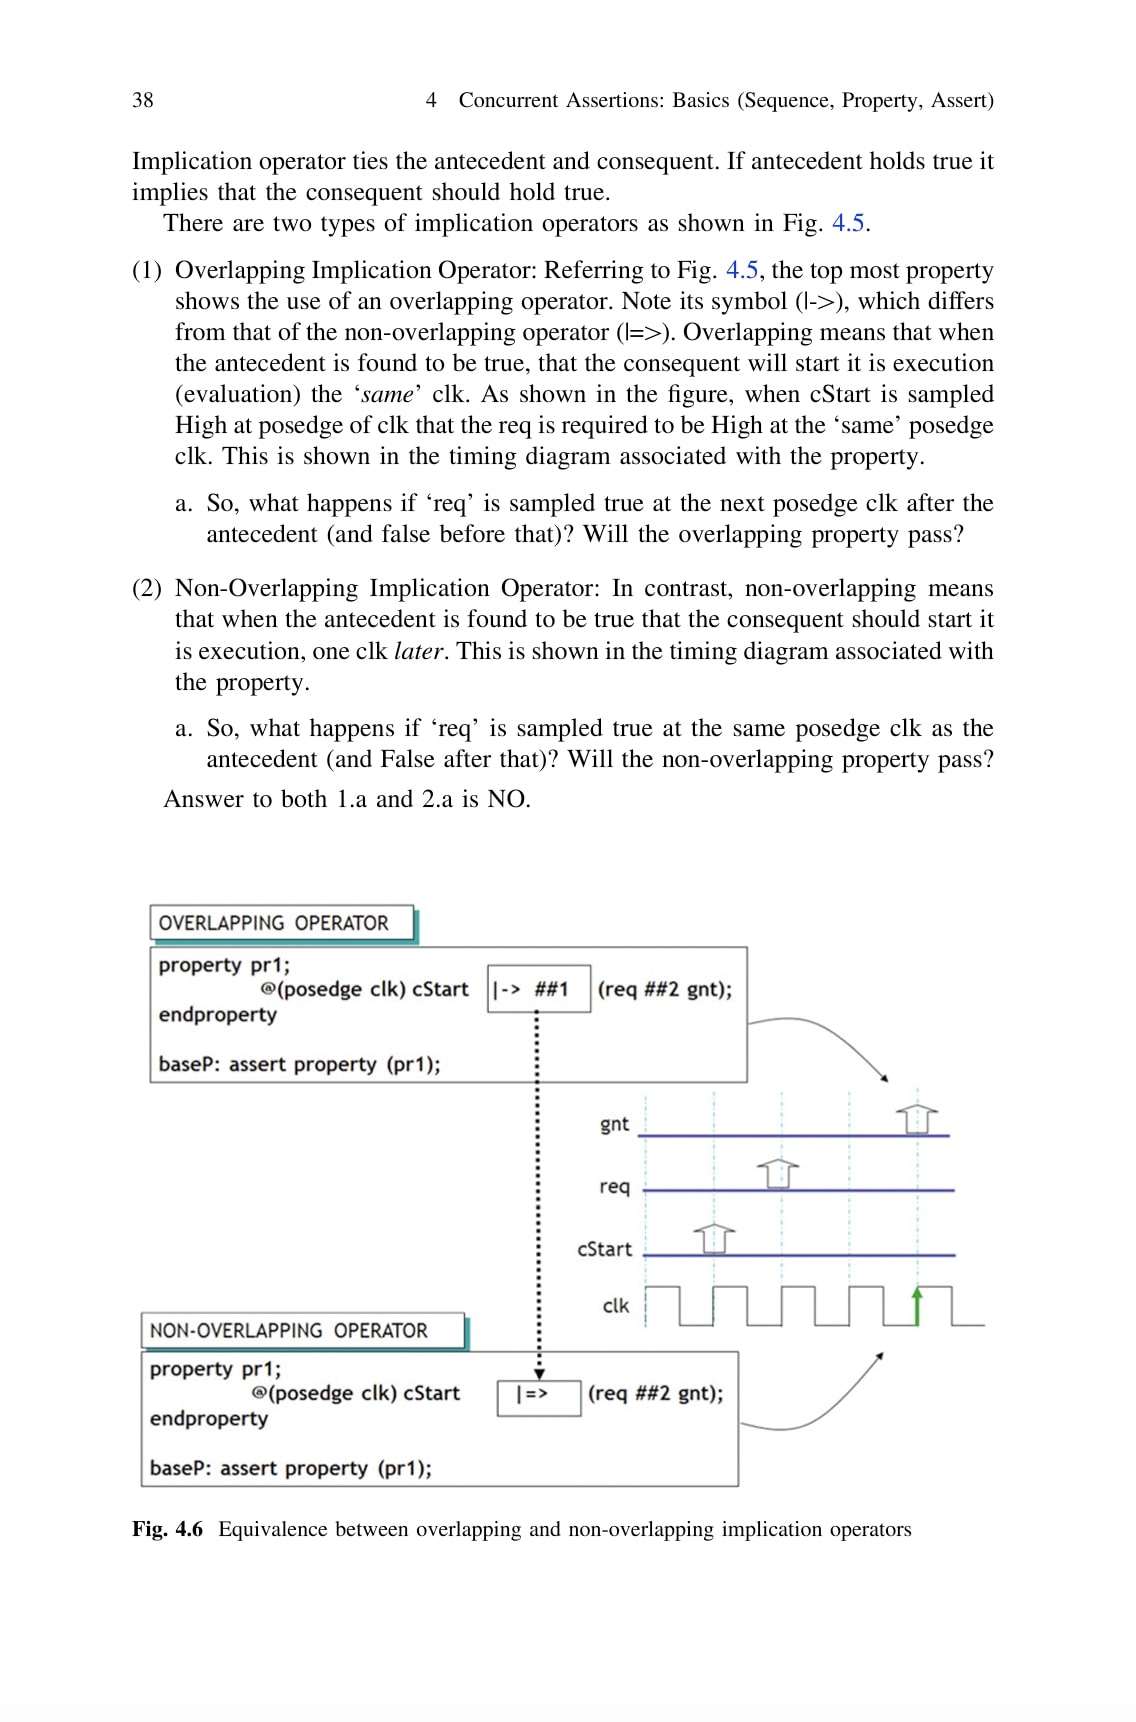 38
4 Concurrent Assertions: Basics (Sequence, Property, Assert)
Implication operator ties the antecedent and consequent. If antecedent holds true it
implies that the consequent should hold true.
There are two types of implication operators as shown in Fig. 4.5.
(1) Overlapping Implication Operator: Referring to Fig. 4.5, the top most property
shows the use of an overlapping operator. Note its symbol (|->), which differs
from that of the non-overlapping operator (|=>). Overlapping means that when
the antecedent is found to be true, that the consequent will start it is execution
(evaluation) the ‘same’ clk. As shown in the figure, when cStart is sampled
High at posedge of clk that the req is required to be High at the ‘same’ posedge
clk. This is shown in the timing diagram associated with the property.
a. So, what happens if ‘req’ is sampled true at the next posedge clk after the
antecedent (and false before that)? Will the overlapping property pass?
(2) Non-Overlapping Implication Operator: In contrast, non-overlapping means
that when the antecedent is found to be true that the consequent should start it
is execution, one clk later. This is shown in the timing diagram associated with
the property.
a. So, what happens if ‘req’ is sampled true at the same posedge clk as the
antecedent (and False after that)? Will the non-overlapping property pass?
Answer to both 1.a and 2.a is NO.
OVERLAPPING OPERATOR
property pr1;
@(posedge clk) cStart |-> ##1 (req ##2 gnt);
endproperty
baseP: assert property (pr1);
gnt
req
cStart
clk
NON-OVERLAPPING OPERATOR
property pr1;
@(posedge clk) cStart |=> (req ##2 gnt);
endproperty
baseP: assert property (pr1);
Fig. 4.6 Equivalence between overlapping and non-overlapping implication operators